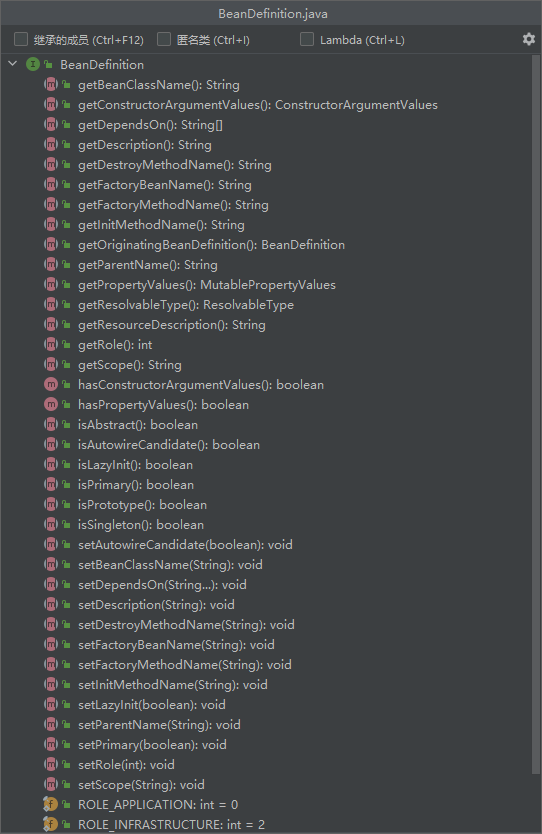 BeanDefinition.java
继承的成员 (Ctrl+F12) 匿名类 (Ctrl+I) Lambda (Ctrl+L)
I BeanDefinition
m getBeanClassName(): String
m getConstructorArgumentValues(): ConstructorArgumentValues
m getDependsOn(): String[]
m getDescription(): String
m getDestroyMethodName(): String
m getFactoryBeanName(): String
m getFactoryMethodName(): String
m getInitMethodName(): String
m getOriginatingBeanDefinition(): BeanDefinition
m getParentName(): String
m getPropertyValues(): MutablePropertyValues
m getResolvableType(): ResolvableType
m getResourceDescription(): String
m getRole(): int
m getScope(): String
m hasConstructorArgumentValues(): boolean
m hasPropertyValues(): boolean
m isAbstract(): boolean
m isAutowireCandidate(): boolean
m isLazyInit(): boolean
m isPrimary(): boolean
m isPrototype(): boolean
m isSingleton(): boolean
m setAutowireCandidate(boolean): void
m setBeanClassName(String): void
m setDependsOn(String...): void
m setDescription(String): void
m setDestroyMethodName(String): void
m setFactoryBeanName(String): void
m setFactoryMethodName(String): void
m setInitMethodName(String): void
m setLazyInit(boolean): void
m setParentName(String): void
m setPrimary(boolean): void
m setRole(int): void
m setScope(String): void
f ROLE_APPLICATION: int = 0
f ROLE_INFRASTRUCTURE: int = 2